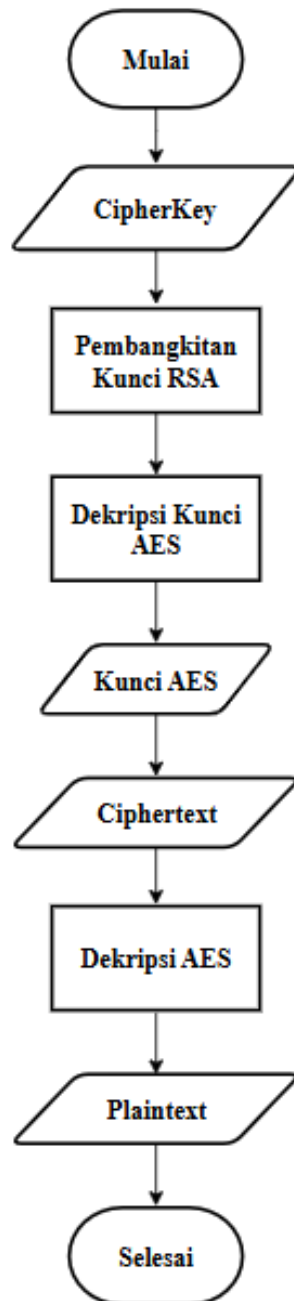 Mulai
CipherKey
Pembangkitan
Kunci RSA
Dekripsi Kunci
AES
Kunci AES
Ciphertext
Dekripsi AES
Plaintext
Selesai